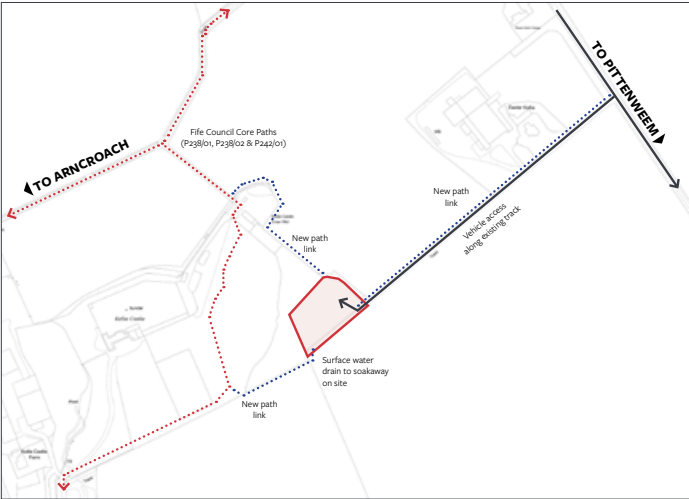 TO PITTENWEEM
Fife Council Core Paths
(P238/01, P238/02 & P242/01)
TO ARNCROACH
New path
link
Vehicle access
along existing track
New path
link
Surface water
drain to soakaway
on site
New path
link